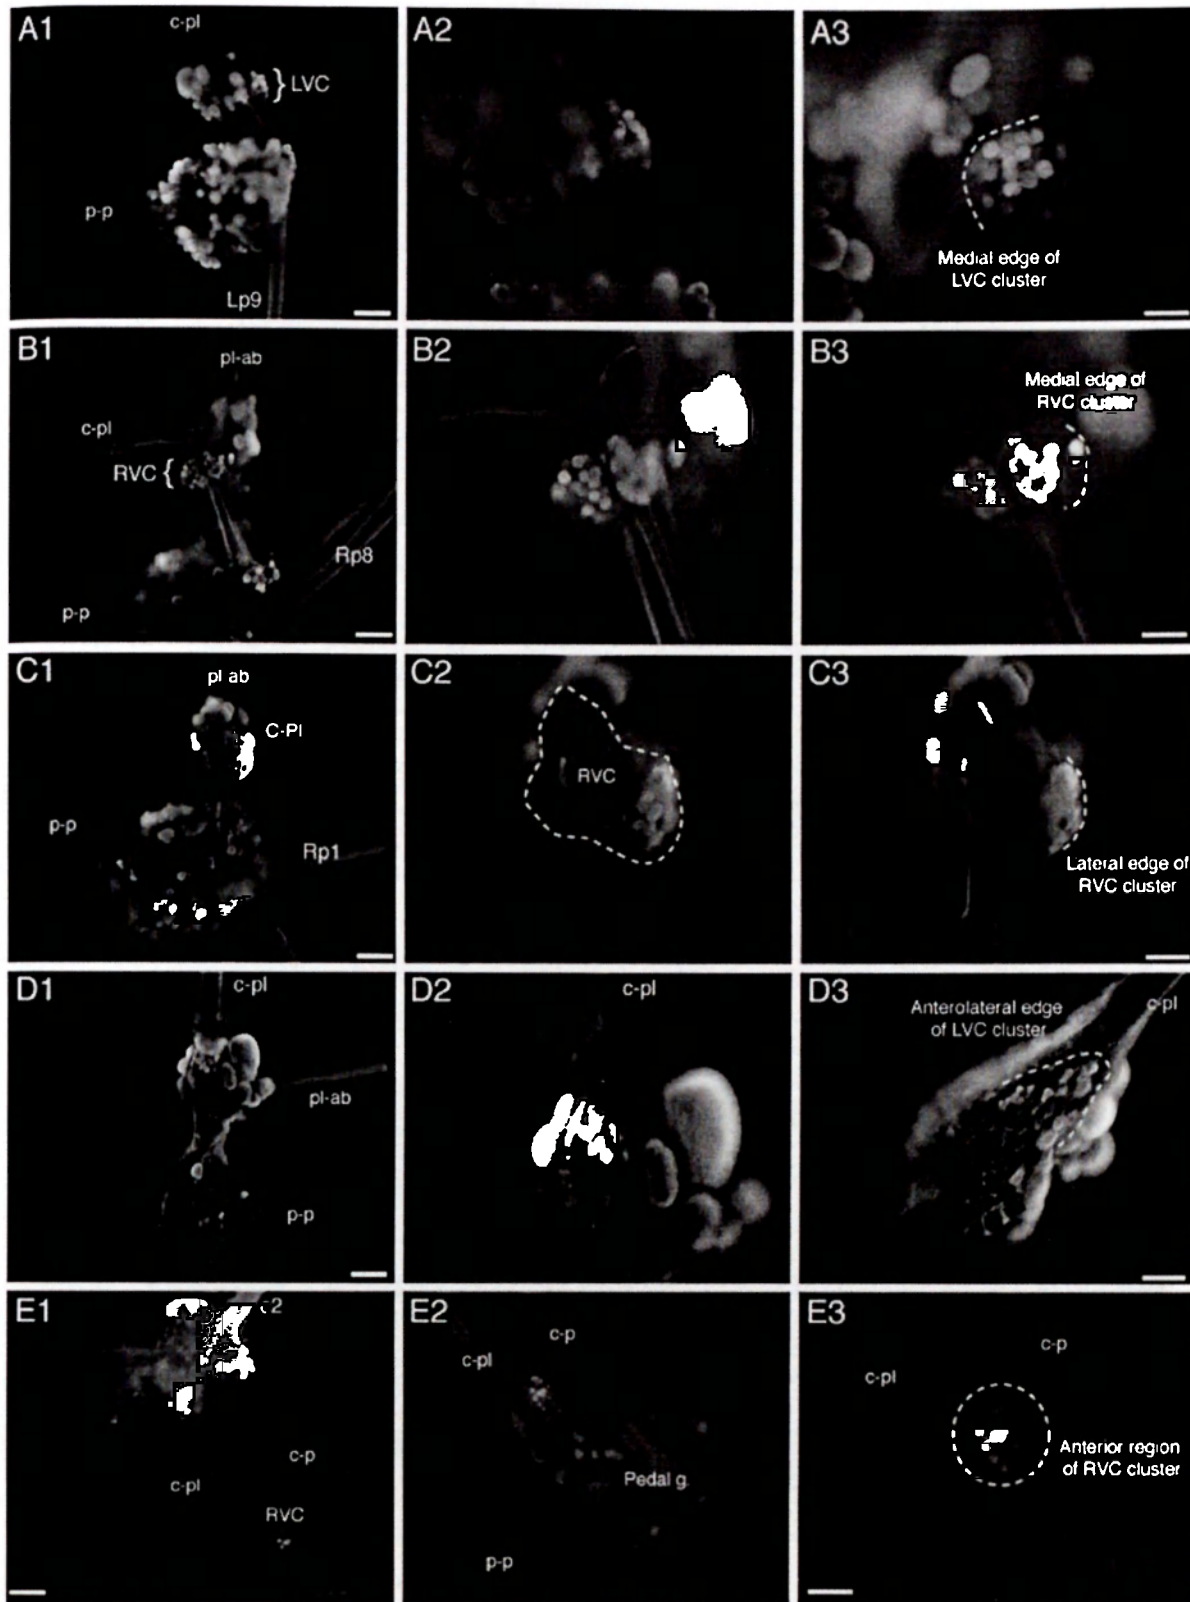 A1
c-pl
} LVC
p-p
Lp9
A2
A3
Medial edge of
LVC cluster
B1
pl-ab
c-pl
RVC {
Rp8
p-p
B2
B3
Medial edge of
RVC cluster
C1
pl ab
C-Pl
p-p
Rp1
C2
RVC
C3
Lateral edge of
RVC cluster
D1
c-pl
pl-ab
p-p
D2
c-pl
D3
Anterolateral edge
of LVC cluster
c-pl
E1
c-p
c-pl
RVC
E2
c-p
c-pl
Pedal g.
p-p
E3
c-p
c-pl
Anterior region
of RVC cluster